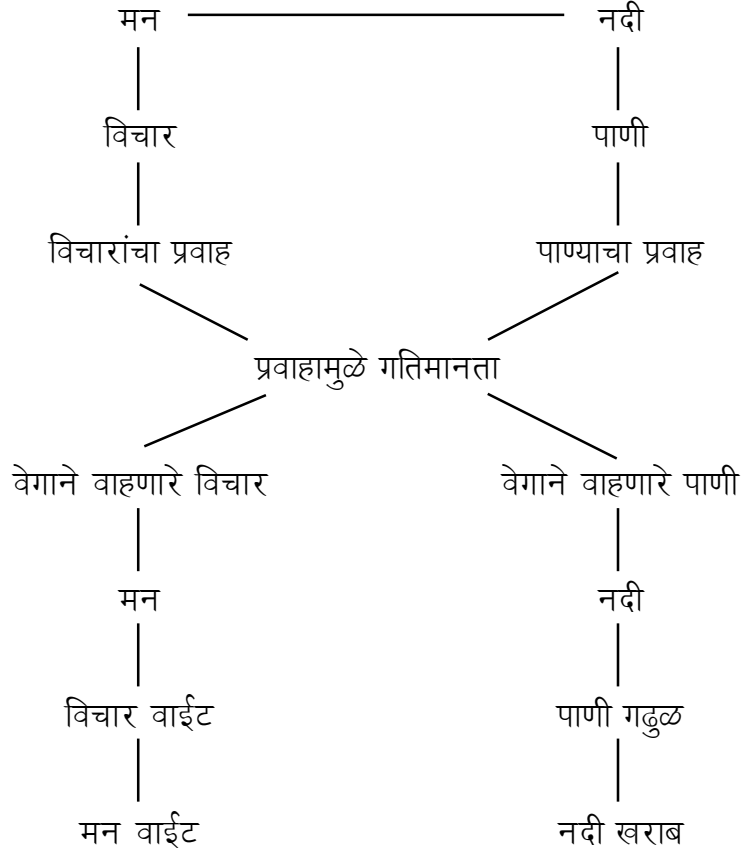 मन नदी
विचार पाणी
विचारांचा प्रवाह पाण्याचा प्रवाह
प्रवाहामुळे गतिमानता
वेगाने वाहणारे विचार वेगाने वाहणारे पाणी
मन नदी
विचार वाईट पाणी गढुळ
मन वाईट नदी खराब